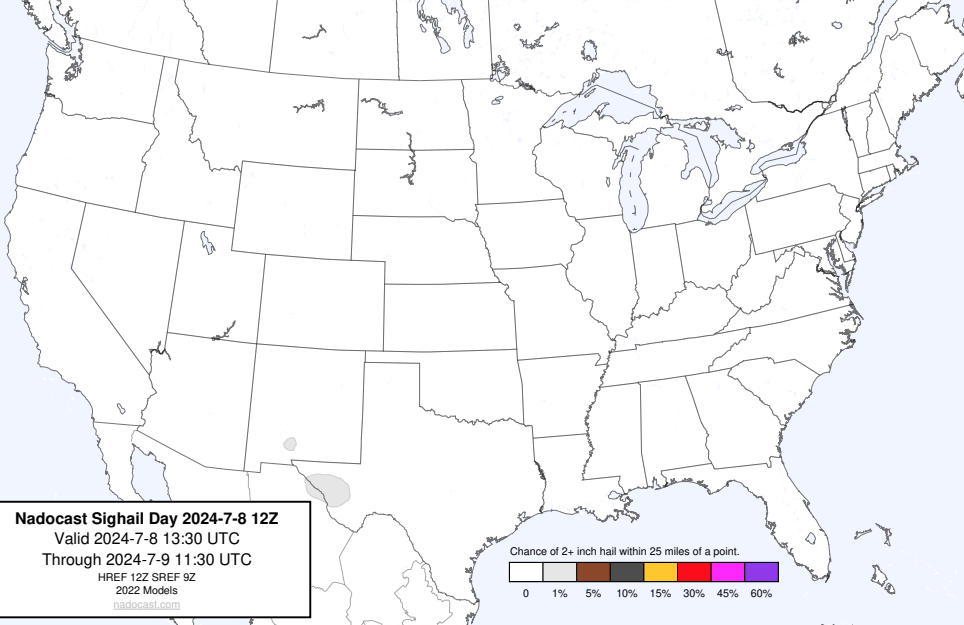 Nadocast Sighail Day 2024-7-8 12Z
Valid 2024-7-8 13:30 UTC
Through 2024-7-9 11:30 UTC
HREF 12Z SREF 9Z
2022 Models
nadocast.com
Chance of 2+ inch hail within 25 miles of a point.
0 1% 5% 10% 15% 30% 45% 60%